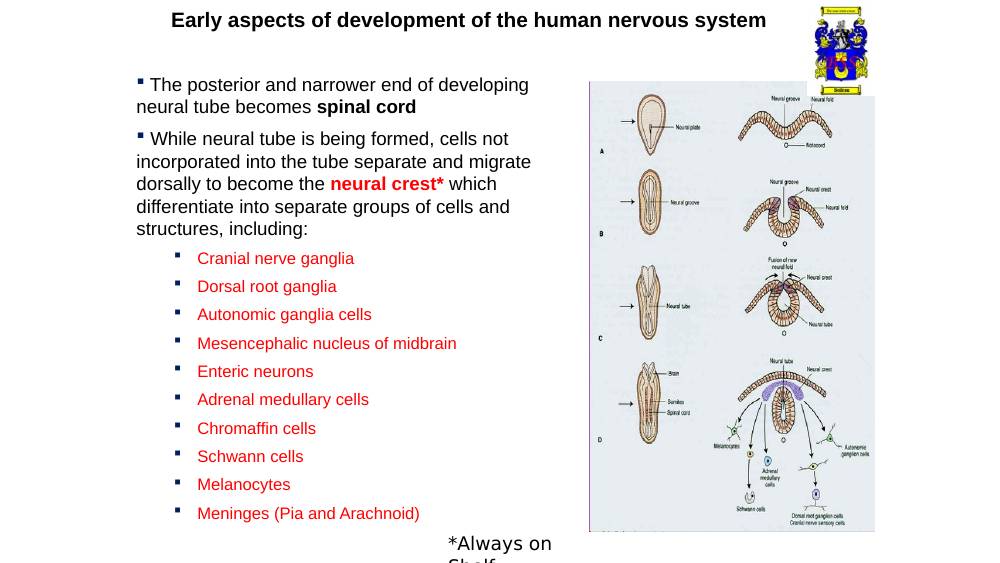 Early aspects of development of the human nervous system
The posterior and narrower end of developing
neural tube becomes spinal cord
While neural tube is being formed, cells not
incorporated into the tube separate and migrate
dorsally to become the neural crest* which
differentiate into separate groups of cells and
structures, including:
Cranial nerve ganglia
Dorsal root ganglia
Autonomic ganglia cells
Mesencephalic nucleus of midbrain
Enteric neurons
Adrenal medullary cells
Chromaffin cells
Schwann cells
Melanocytes
Meninges (Pia and Arachnoid)
*Always on
Shelf
Neural groove
Neural fold
Neural plate
Notocord
A
Neural groove
Neural crest
Neural fold
Neural groove
B
Fusion of new
neural fold
Neural crest
Neural tube
Neural tube
C
Neural tube
Neural crest
Brain
Somites
Spinal cord
D
Melanocytes
Autonomic
ganglion cells
Adrenal
medullary
cells
Schwann cells
Dorsal root ganglion cells
Cranial nerve sensory cells